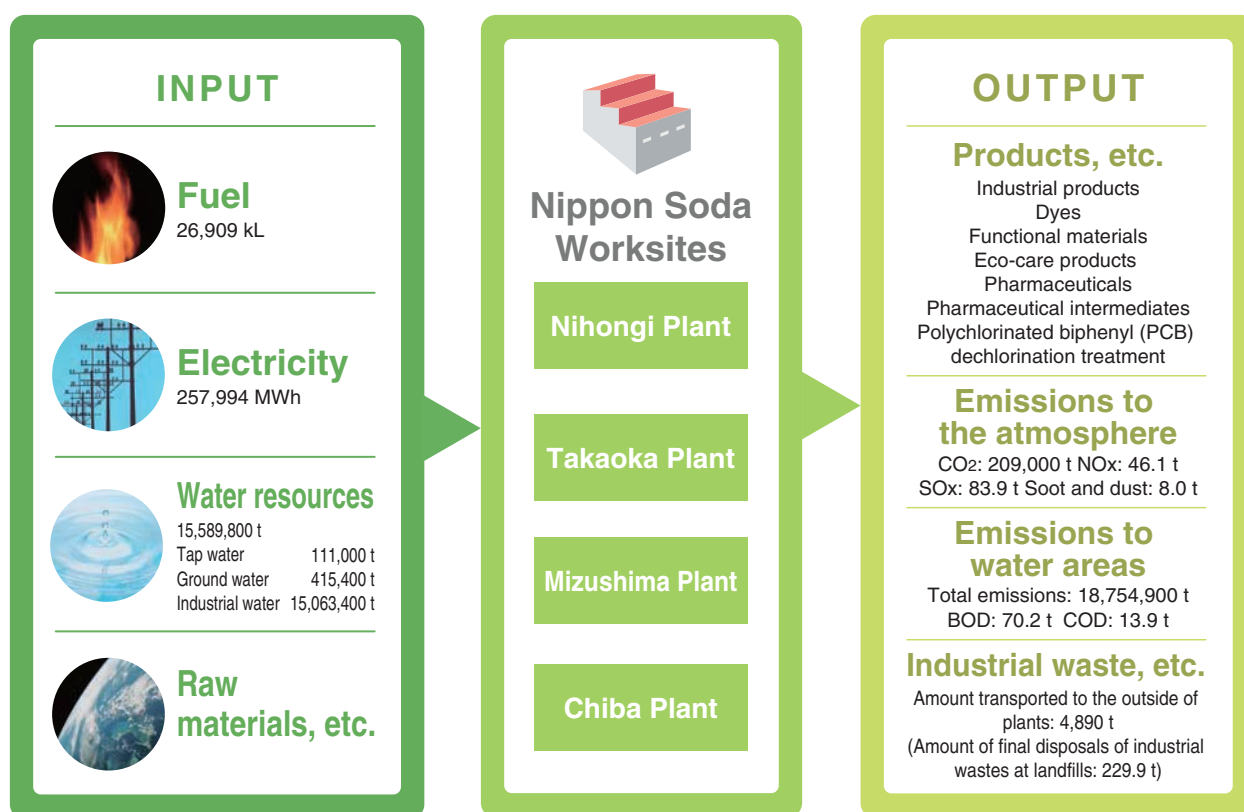 INPUT
Fuel
26,909 kL
Electricity
257,994 MWh
Water resources
15,589,800 t
Tap water 111,000 t
Ground water 415,400 t
Industrial water 15,063,400 t
Raw
materials, etc.
Nippon Soda
Worksites
Nihongi Plant
Takaoka Plant
Mizushima Plant
Chiba Plant
OUTPUT
Products, etc.
Industrial products
Dyes
Functional materials
Eco-care products
Pharmaceuticals
Pharmaceutical intermediates
Polychlorinated biphenyl (PCB)
dechlorination treatment
Emissions to
the atmosphere
CO2: 209,000 t NOx: 46.1 t
SOx: 83.9 t Soot and dust: 8.0 t
Emissions to
water areas
Total emissions: 18,754,900 t
BOD: 70.2 t COD: 13.9 t
Industrial waste, etc.
Amount transported to the outside of
plants: 4,890 t
(Amount of final disposals of industrial
wastes at landfills: 229.9 t)